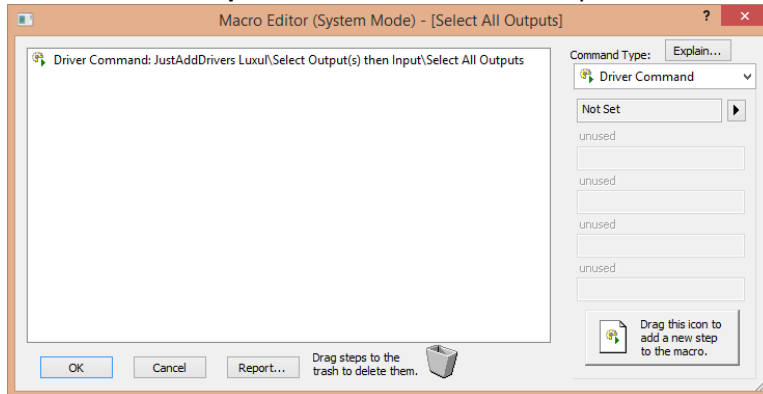 Macro Editor (System Mode) - [Select All Outputs]
?
Driver Command: JustAddDrivers Luxul\Select Output(s) then Input\Select All Outputs
Command Type:
Explain...
Driver Command
Not Set
unused
unused
unused
unused
Drag this icon to
add a new step
to the macro.
OK
Cancel
Report...
Drag steps to the
trash to delete them.